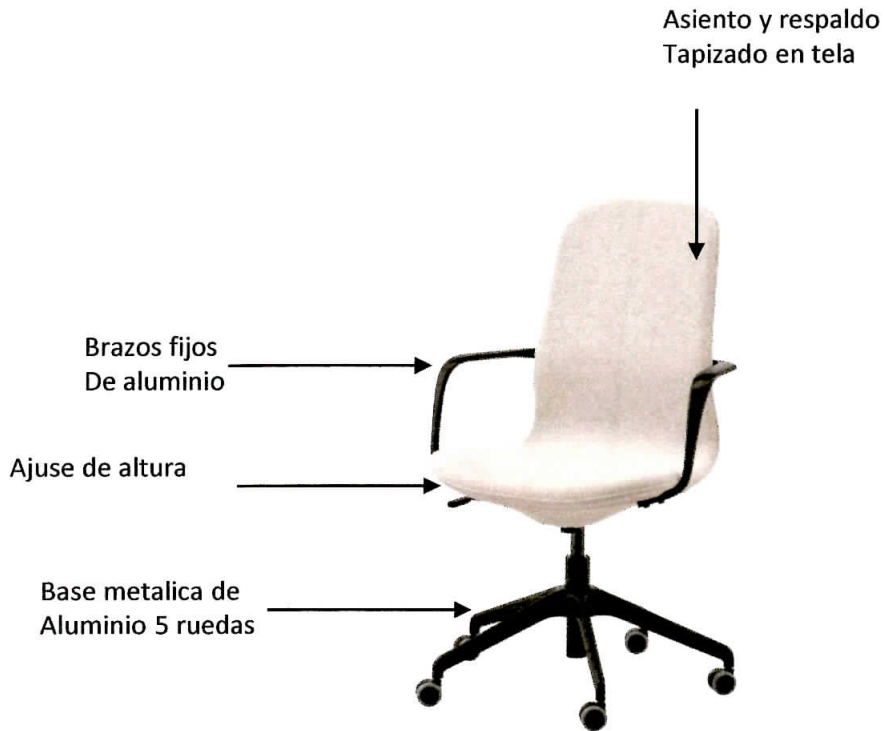 Asiento y respaldo
Tapizado en tela
Brazos fijos
De aluminio
Ajuse de altura
Base metalica de
Aluminio 5 ruedas